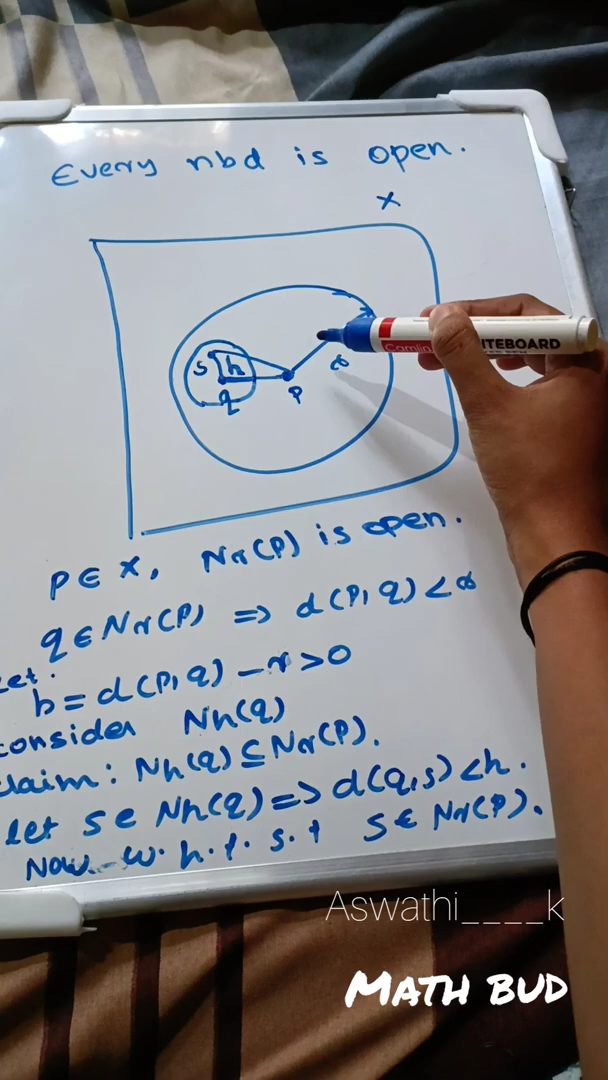 Every nbd is open.
X
S h
q
p
r
Camlin WHITEBOARD
p ∈ X, Nr(p) is open.
q ∈ Nr(p) => d(p, q) < r
Let.
h = d(p, q) - r > 0
consider Nh(q)
claim: Nh(q) ⊆ Nr(p).
let s ∈ Nh(q) => d(q, s) < h.
Now w.h.t.s.t S ∈ Nr(p).
Aswathi____k
MATH BUD